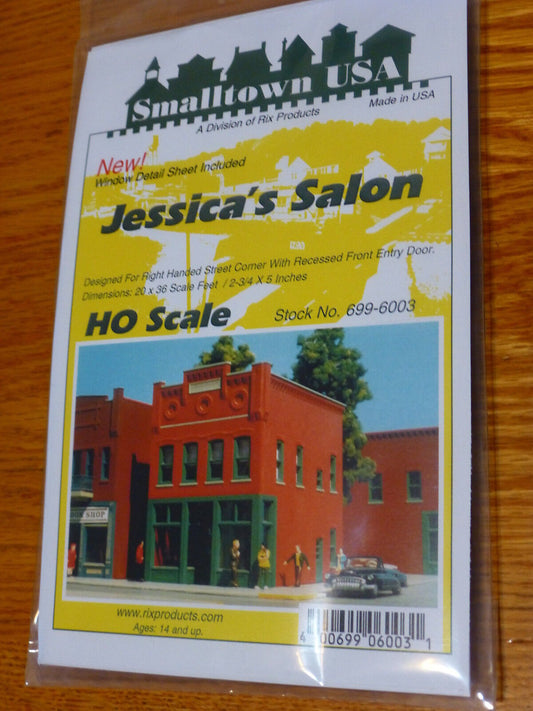 Smalltown USA
A Division of Rix Products
Made in USA
New!
Window Detail Sheet Included
Jessica's Salon
Designed For Right Handed Street Corner With Recessed Front Entry Door.
Dimensions: 20 x 36 Scale Feet / 2-3/4 X 5 Inches
HO Scale
Stock No. 699-6003
SHOP
www.rixproducts.com
Ages: 14 and up.
4 00699 06003 1